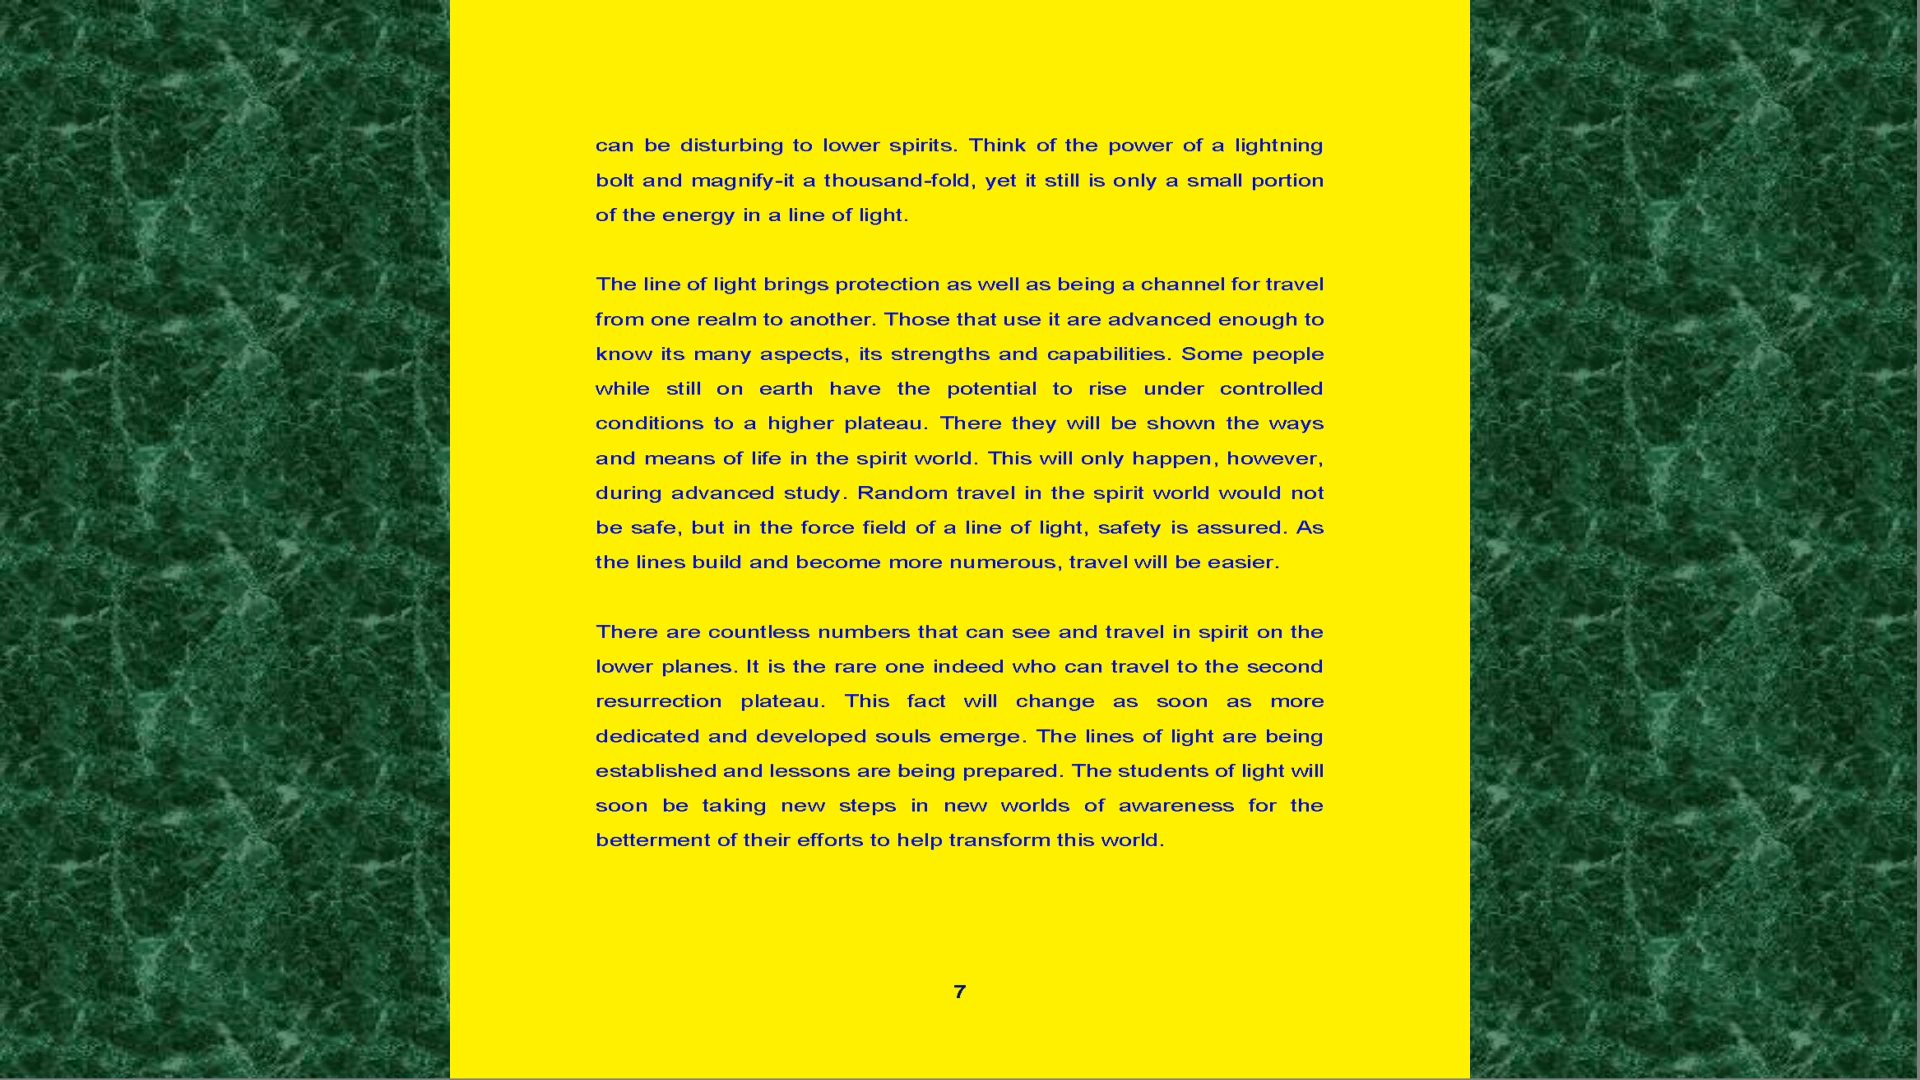 can be disturbing to lower spirits. Think of the power of a lightning
bolt and magnify-it a thousand-fold, yet it still is only a small portion
of the energy in a line of light.
The line of light brings protection as well as being a channel for travel
from one realm to another. Those that use it are advanced enough to
know its many aspects, its strengths and capabilities. Some people
while still on earth have the potential to rise under controlled
conditions to a higher plateau. There they will be shown the ways
and means of life in the spirit world. This will only happen, however,
during advanced study. Random travel in the spirit world would not
be safe, but in the force field of a line of light, safety is assured. As
the lines build and become more numerous, travel will be easier.
There are countless numbers that can see and travel in spirit on the
lower planes. It is the rare one indeed who can travel to the second
resurrection plateau. This fact will change as soon as more
dedicated and developed souls emerge. The lines of light are being
established and lessons are being prepared. The students of light will
soon be taking new steps in new worlds of awareness for the
betterment of their efforts to help transform this world.
7